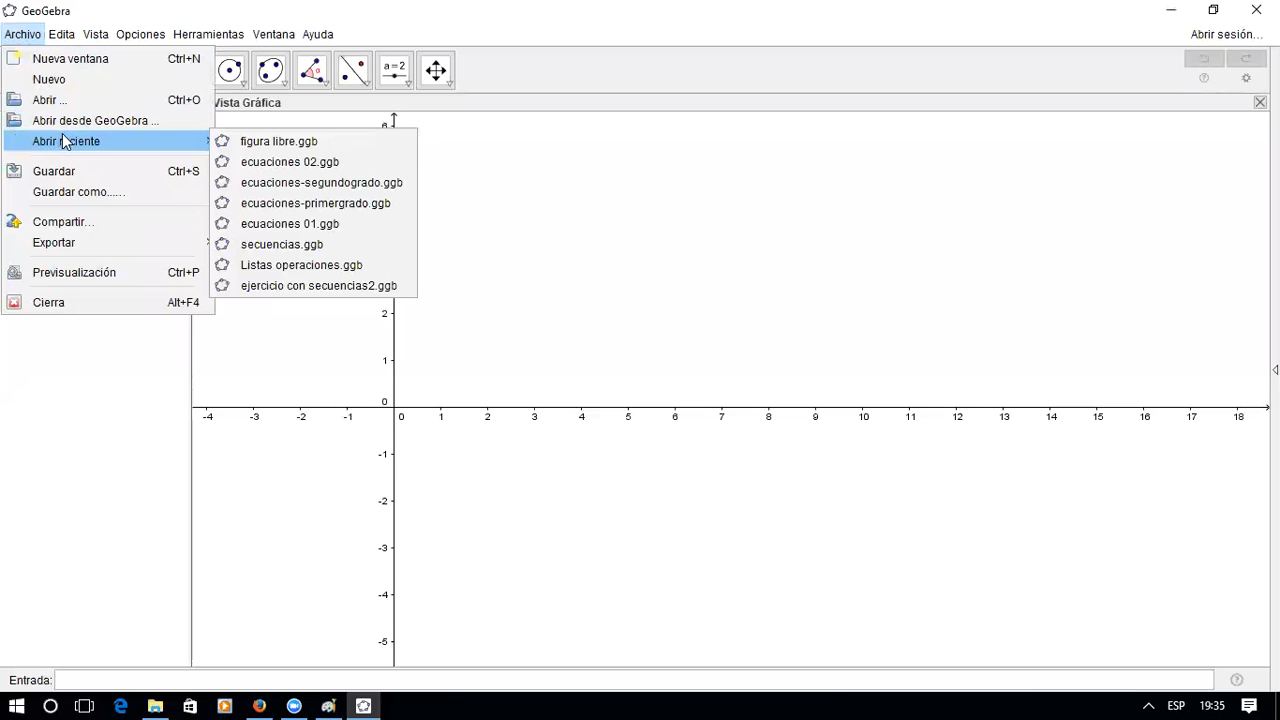 GeoGebra
Archivo Edita Vista Opciones Herramientas Ventana Ayuda Abrir sesión...
Nueva ventana Ctrl+N
Nuevo
Abrir ... Ctrl+O
Abrir desde GeoGebra ...
Abrir reciente
Guardar Ctrl+S
Guardar como......
Compartir...
Exportar
Previsualización Ctrl+P
Cierra Alt+F4
figura libre.ggb
ecuaciones 02.ggb
ecuaciones-segundogrado.ggb
ecuaciones-primergrado.ggb
ecuaciones 01.ggb
secuencias.ggb
Listas operaciones.ggb
ejercicio con secuencias2.ggb
a=2
Vista Gráfica
6
2
1
0
-4 -3 -2 -1 0 1 2 3 4 5 6 7 8 9 10 11 12 13 14 15 16 17 18
-1
-2
-3
-4
-5
Entrada:
ESP 19:35